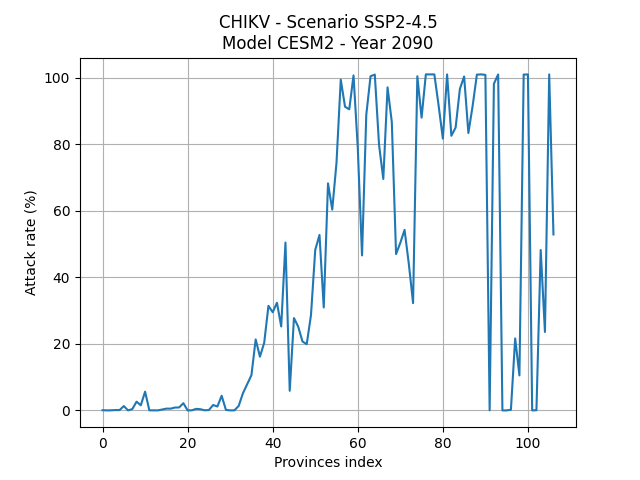 CHIKV - Scenario SSP2-4.5
Model CESM2 - Year 2090
100
80
60
40
20
0
Attack rate (%)
0 20 40 60 80 100
Provinces index